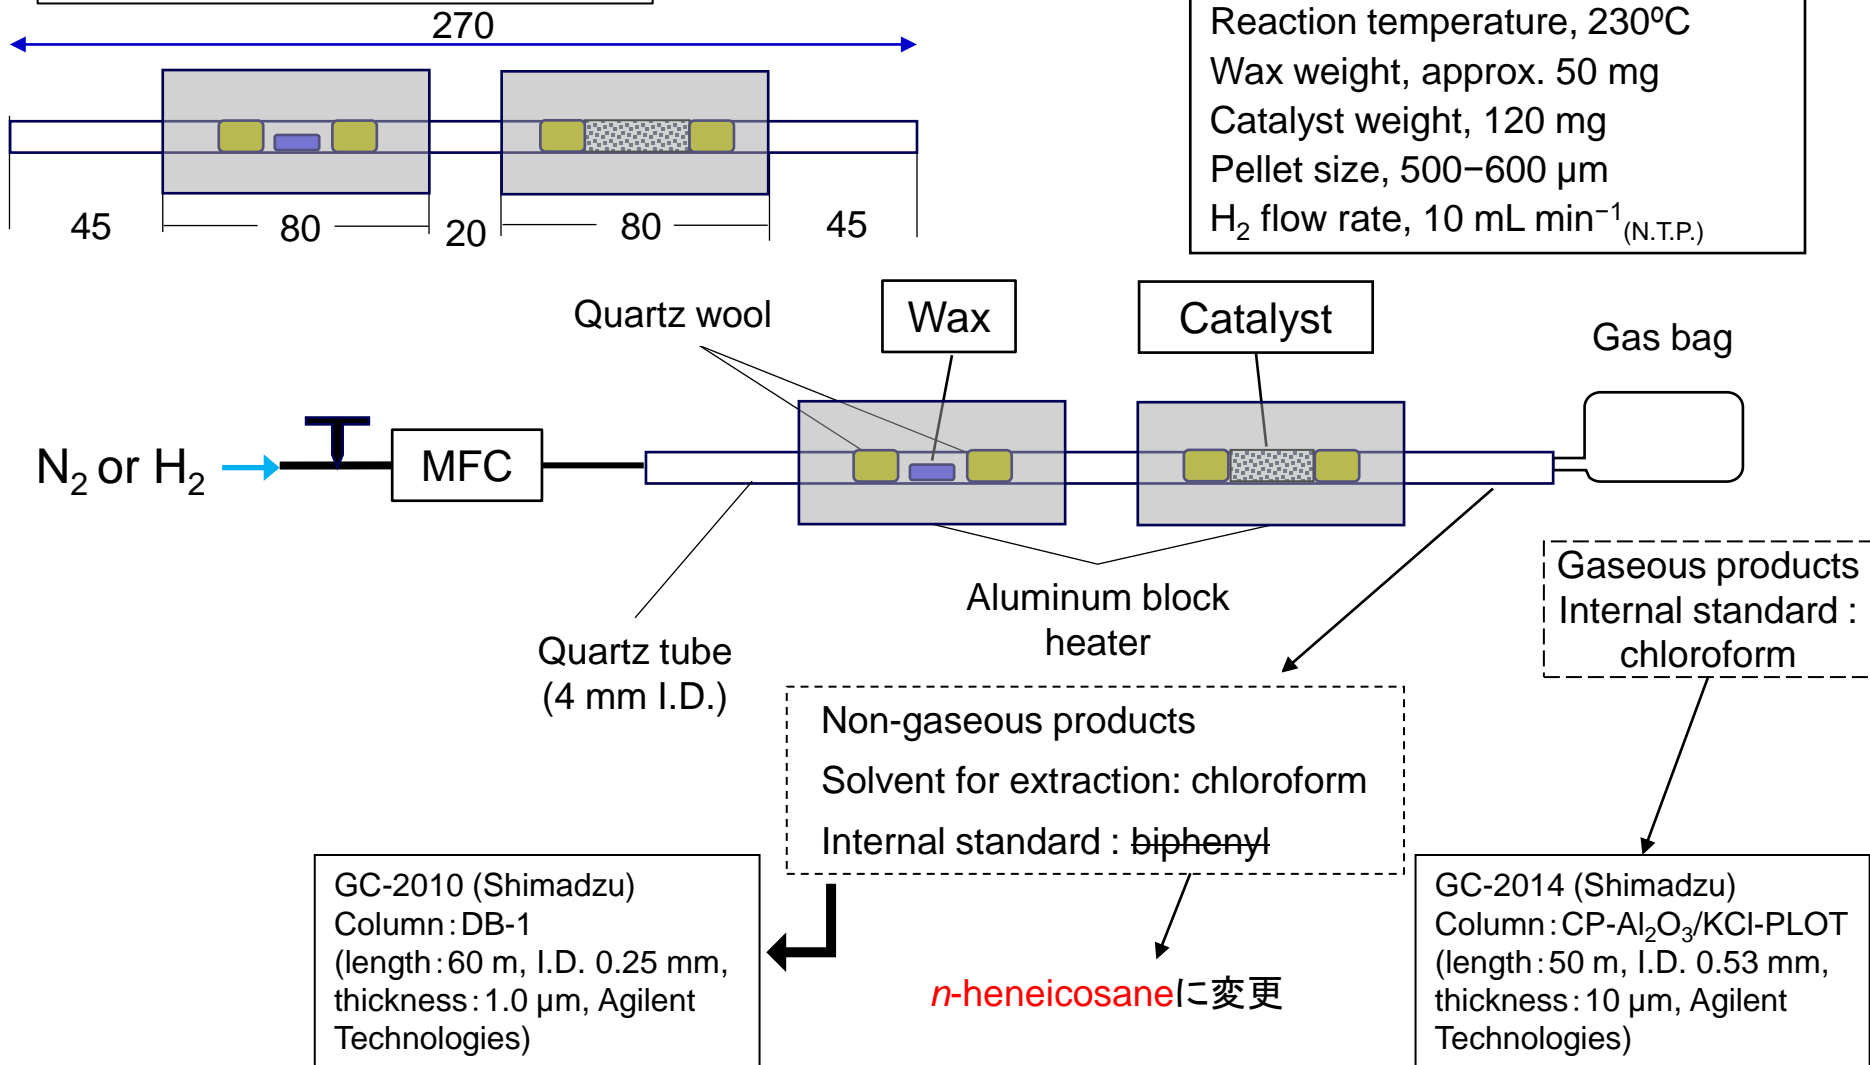 270
45
80
20
80
45
Reaction temperature, 230ºC
Wax weight, approx. 50 mg
Catalyst weight, 120 mg
Pellet size, 500−600 μm
H₂ flow rate, 10 mL min⁻¹(N.T.P.)
Quartz wool
Wax
Catalyst
Gas bag
N₂ or H₂
MFC
Quartz tube
(4 mm I.D.)
Aluminum block
heater
Gaseous products
Internal standard :
chloroform
Non-gaseous products
Solvent for extraction: chloroform
Internal standard : biphenyl
n-heneicosaneに変更
GC-2010 (Shimadzu)
Column：DB-1
(length：60 m, I.D. 0.25 mm,
thickness：1.0 μm, Agilent
Technologies)
GC-2014 (Shimadzu)
Column：CP-Al₂O₃/KCl-PLOT
(length：50 m, I.D. 0.53 mm,
thickness：10 μm, Agilent
Technologies)